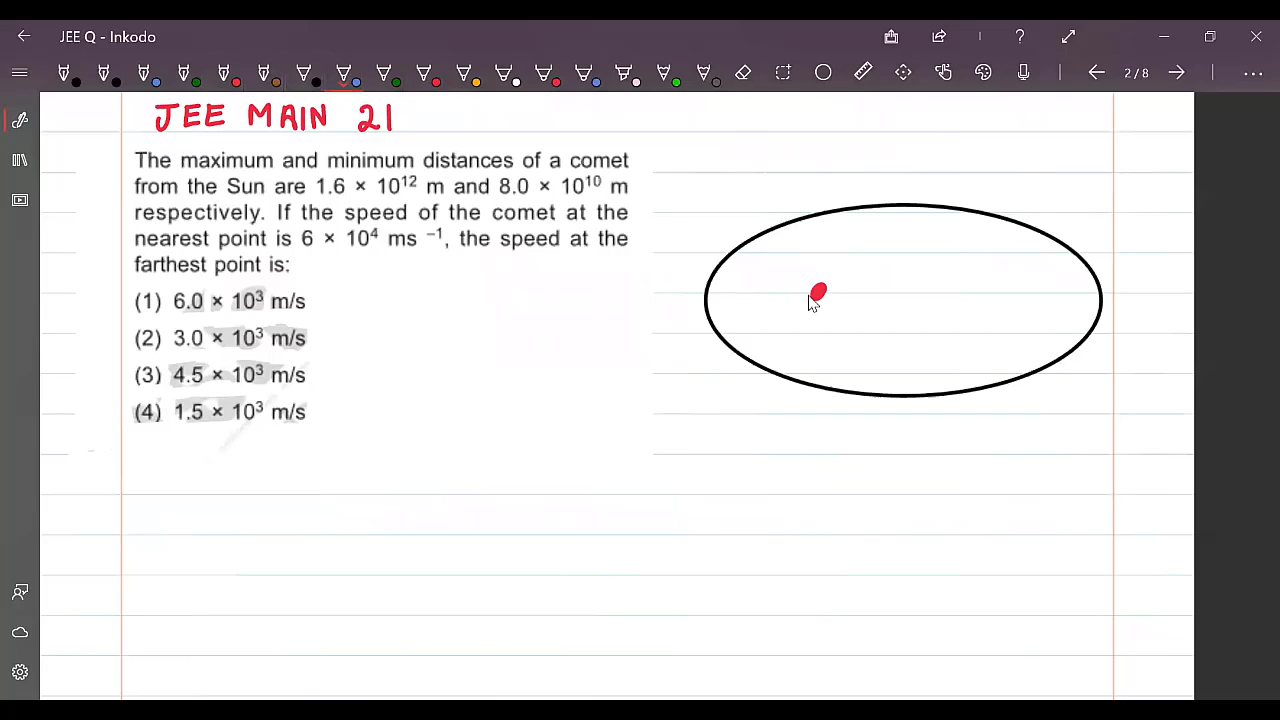 JEE Q - Inkodo
2/8
JEE MAIN 21
The maximum and minimum distances of a comet
from the Sun are 1.6 × 10¹² m and 8.0 × 10¹⁰ m
respectively. If the speed of the comet at the
nearest point is 6 × 10⁴ ms ⁻¹, the speed at the
farthest point is:
(1) 6.0 × 10³ m/s
(2) 3.0 × 10³ m/s
(3) 4.5 × 10³ m/s
(4) 1.5 × 10³ m/s